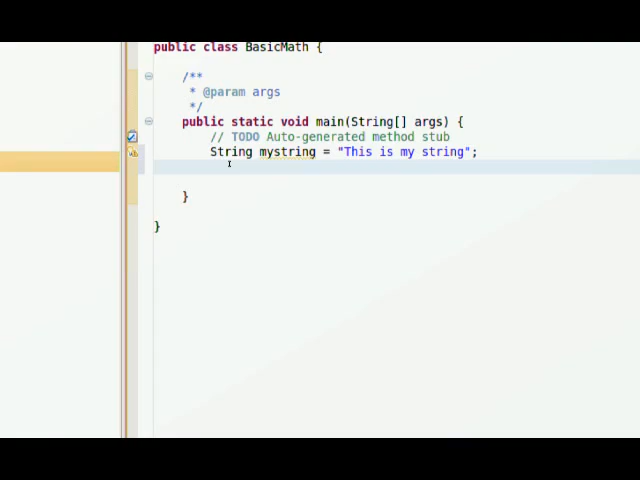 public class BasicMath {
/**
* @param args
*/
public static void main(String[] args) {
// TODO Auto-generated method stub
String mystring = "This is my string";
}
}